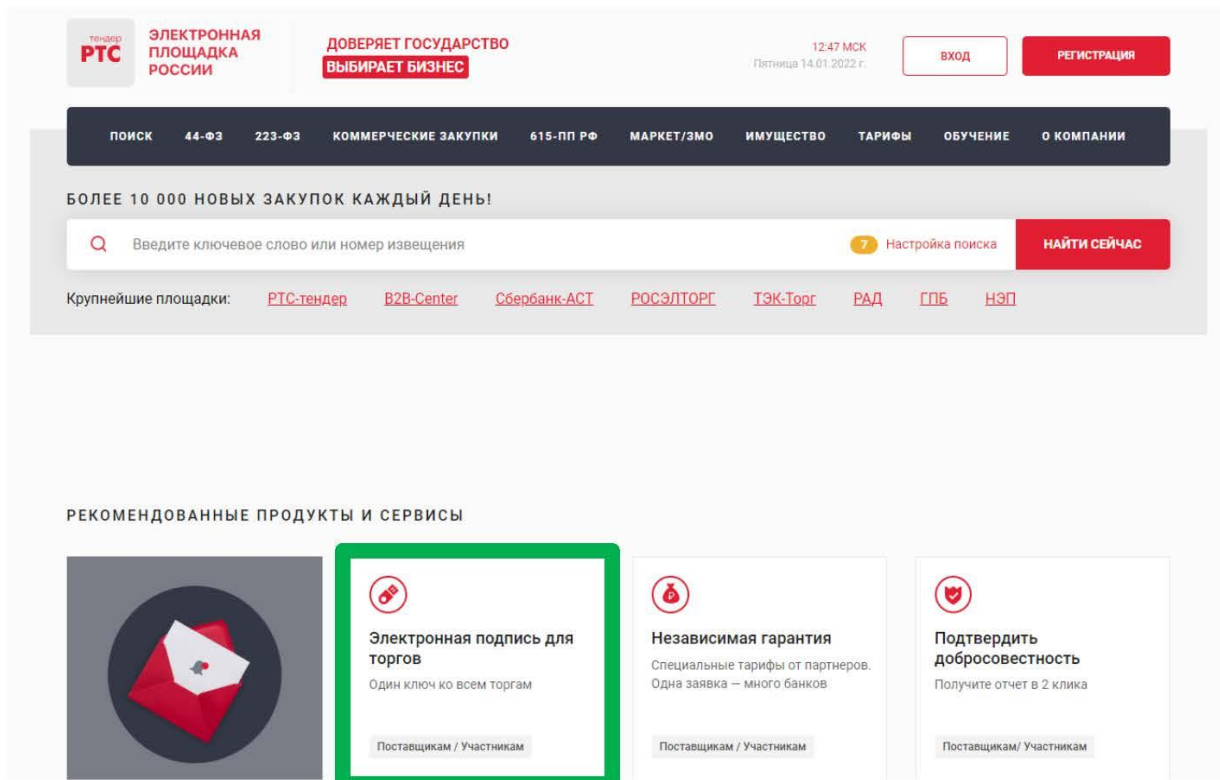 тендер
РТС
ЭЛЕКТРОННАЯ
ПЛОЩАДКА
РОССИИ
ДОВЕРЯЕТ ГОСУДАРСТВО
ВЫБИРАЕТ БИЗНЕС
12:47 МСК
Пятница 14.01.2022 г.
ВХОД
РЕГИСТРАЦИЯ
ПОИСК 44-ФЗ 223-ФЗ КОММЕРЧЕСКИЕ ЗАКУПКИ 615-ПП РФ МАРКЕТ/ЗМО ИМУЩЕСТВО ТАРИФЫ ОБУЧЕНИЕ О КОМПАНИИ
БОЛЕЕ 10 000 НОВЫХ ЗАКУПОК КАЖДЫЙ ДЕНЬ!
Введите ключевое слово или номер извещения 7 Настройка поиска НАЙТИ СЕЙЧАС
Крупнейшие площадки: РТС-тендер B2B-Center Сбербанк-АСТ РОСЭЛТОРГ ТЭК-Торг РАД ГПБ НЭП
РЕКОМЕНДОВАННЫЕ ПРОДУКТЫ И СЕРВИСЫ
Электронная подпись для
торгов
Один ключ ко всем торгам
Поставщикам / Участникам
Независимая гарантия
Специальные тарифы от партнеров.
Одна заявка — много банков
Поставщикам / Участникам
Подтвердить
добросовестность
Получите отчет в 2 клика
Поставщикам/ Участникам